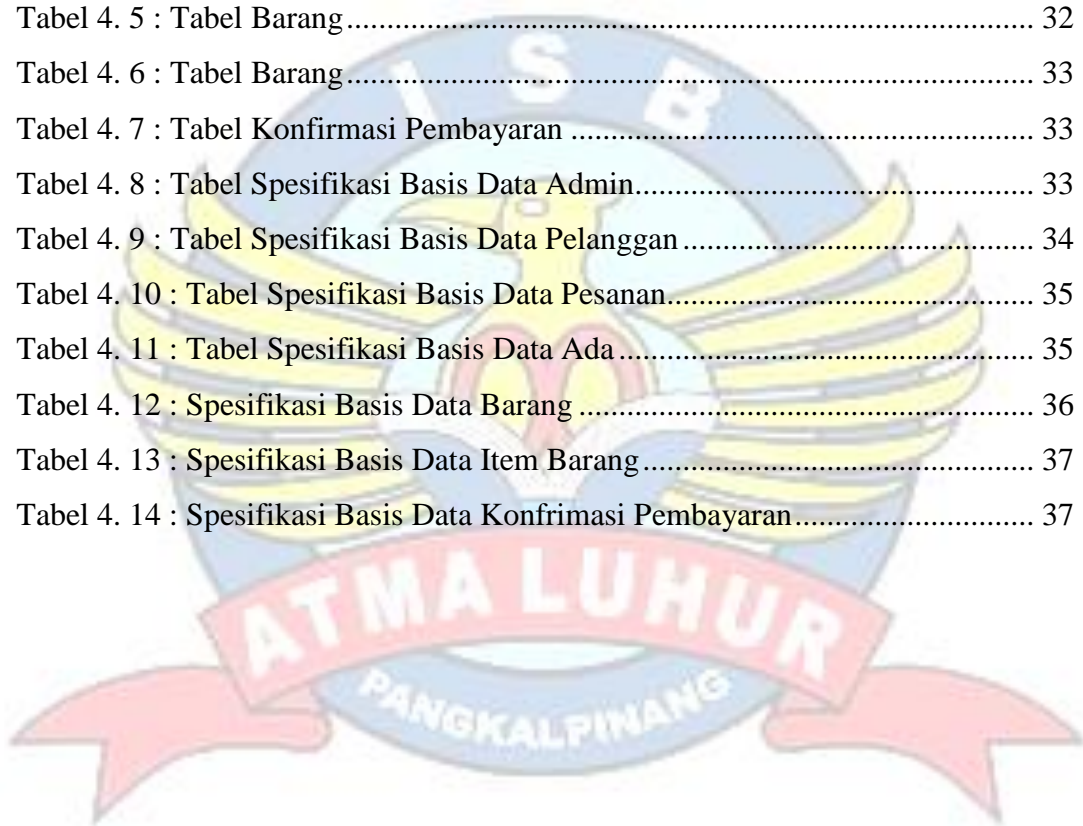 Tabel 4. 5 : Tabel Barang.................................................................................... 32
Tabel 4. 6 : Tabel Barang.................................................................................... 33
Tabel 4. 7 : Tabel Konfirmasi Pembayaran ........................................................ 33
Tabel 4. 8 : Tabel Spesifikasi Basis Data Admin................................................ 33
Tabel 4. 9 : Tabel Spesifikasi Basis Data Pelanggan.......................................... 34
Tabel 4. 10 : Tabel Spesifikasi Basis Data Pesanan............................................ 35
Tabel 4. 11 : Tabel Spesifikasi Basis Data Ada.................................................. 35
Tabel 4. 12 : Spesifikasi Basis Data Barang ....................................................... 36
Tabel 4. 13 : Spesifikasi Basis Data Item Barang............................................... 37
Tabel 4. 14 : Spesifikasi Basis Data Konfrimasi Pembayaran............................ 37
I S B
ATMA LUHUR
PANGKALPINANG